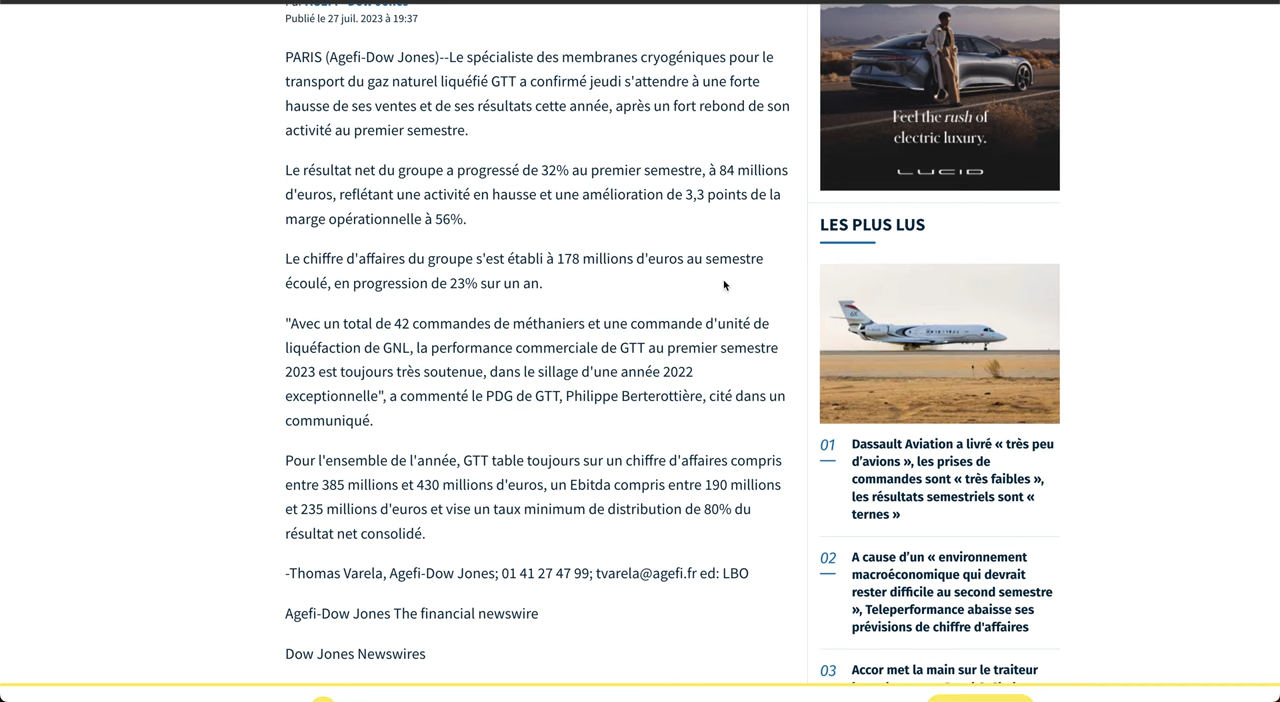 Publié le 27 juil. 2023 à 19:37
PARIS (Agefi-Dow Jones)--Le spécialiste des membranes cryogéniques pour le
transport du gaz naturel liquéfié GTT a confirmé jeudi s'attendre à une forte
hausse de ses ventes et de ses résultats cette année, après un fort rebond de son
activité au premier semestre.
Le résultat net du groupe a progressé de 32% au premier semestre, à 84 millions
d'euros, reflétant une activité en hausse et une amélioration de 3,3 points de la
marge opérationnelle à 56%.
Le chiffre d'affaires du groupe s'est établi à 178 millions d'euros au semestre
écoulé, en progression de 23% sur un an.
"Avec un total de 42 commandes de méthaniers et une commande d'unité de
liquéfaction de GNL, la performance commerciale de GTT au premier semestre
2023 est toujours très soutenue, dans le sillage d'une année 2022
exceptionnelle", a commenté le PDG de GTT, Philippe Berterottière, cité dans un
communiqué.
Pour l'ensemble de l'année, GTT table toujours sur un chiffre d'affaires compris
entre 385 millions et 430 millions d'euros, un Ebitda compris entre 190 millions
et 235 millions d'euros et vise un taux minimum de distribution de 80% du
résultat net consolidé.
-Thomas Varela, Agefi-Dow Jones; 01 41 27 47 99; tvarela@agefi.fr ed: LBO
Agefi-Dow Jones The financial newswire
Dow Jones Newswires
Feel the rush of
electric luxury.
LUCID
LES PLUS LUS
01
Dassault Aviation a livré « très peu
d'avions », les prises de
commandes sont « très faibles »,
les résultats semestriels sont «
ternes »
02
A cause d'un « environnement
macroéconomique qui devrait
rester difficile au second semestre
», Teleperformance abaisse ses
prévisions de chiffre d'affaires
03
Accor met la main sur le traiteur